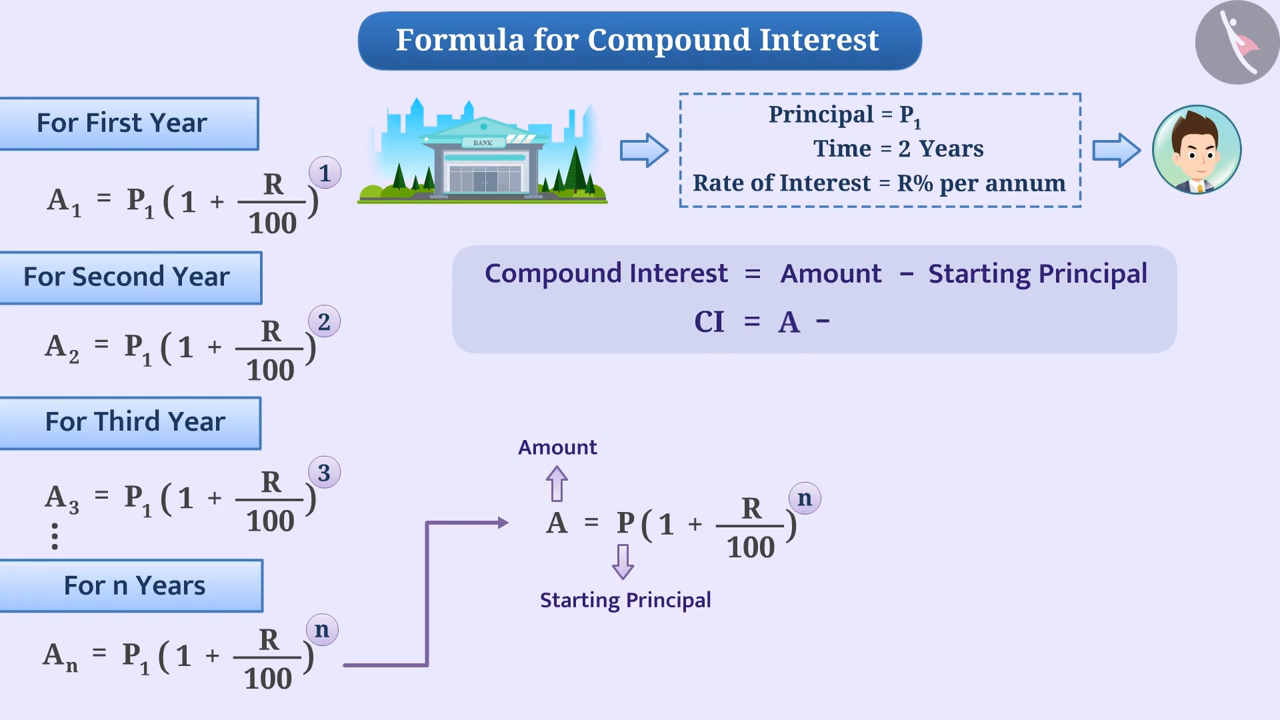 Formula for Compound Interest
For First Year
A₁ = P₁ (1 + R/100)¹
For Second Year
A₂ = P₁ (1 + R/100)²
For Third Year
A₃ = P₁ (1 + R/100)³
⋮
For n Years
Aₙ = P₁ (1 + R/100)ⁿ
BANK
Principal = P₁
Time = 2 Years
Rate of Interest = R% per annum
Compound Interest = Amount − Starting Principal
CI = A −
Amount
A = P (1 + R/100)ⁿ
Starting Principal